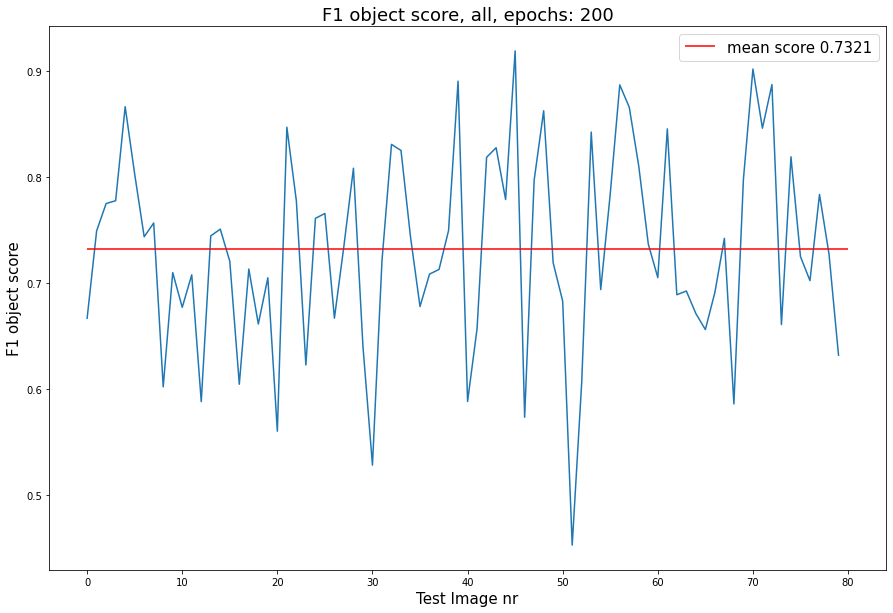 F1 object score, all, epochs: 200
mean score 0.7321
F1 object score
0.9
0.8
0.7
0.6
0.5
0 10 20 30 40 50 60 70 80
Test Image nr